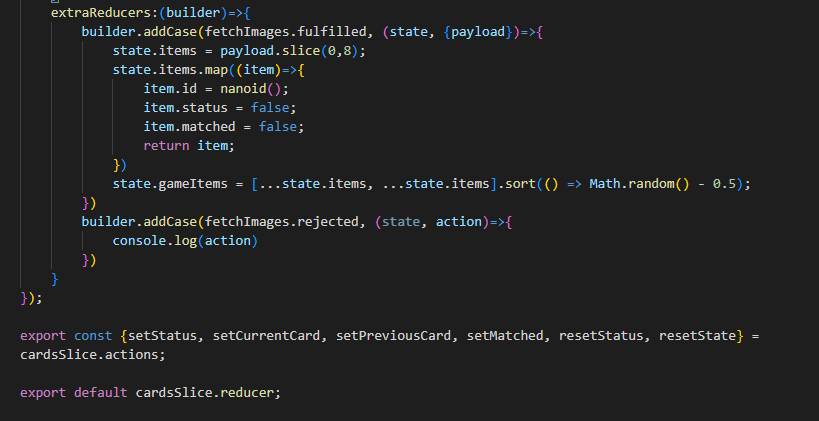 extraReducers:(builder)=>{
builder.addCase(fetchImages.fulfilled, (state, {payload})=>{
state.items = payload.slice(0,8);
state.items.map((item)=>{
item.id = nanoid();
item.status = false;
item.matched = false;
return item;
})
state.gameItems = [...state.items, ...state.items].sort(() => Math.random() - 0.5);
})
builder.addCase(fetchImages.rejected, (state, action)=>{
console.log(action)
})
}
});
export const {setStatus, setCurrentCard, setPreviousCard, setMatched, resetStatus, resetState} =
cardsSlice.actions;
export default cardsSlice.reducer;